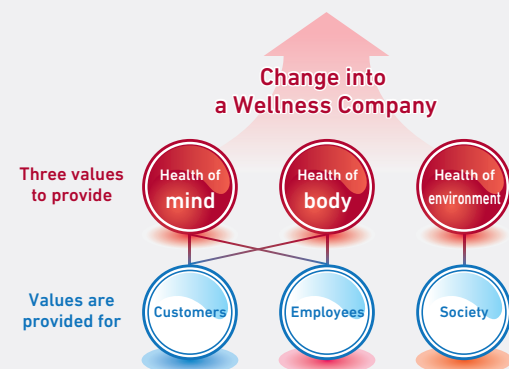 Change into
a Wellness Company
Three values
to provide
Health of
mind
Health of
body
Health of
environment
Values are
provided for
Customers
Employees
Society